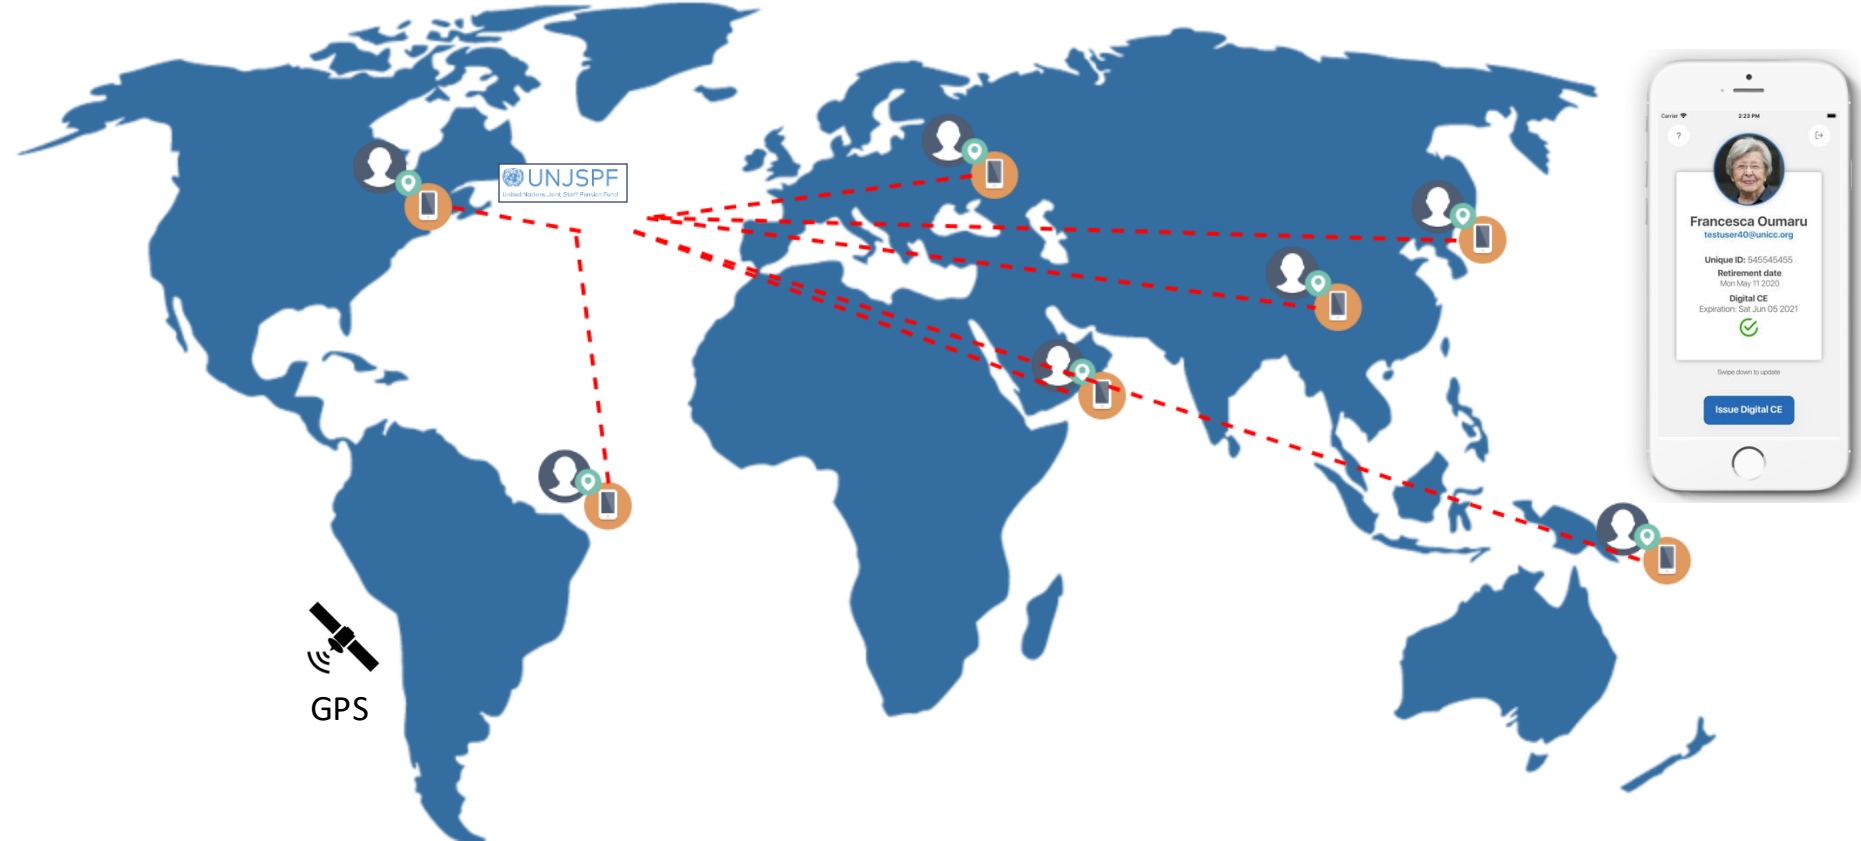 UNJSPF
United Nations Joint Staff Pension Fund
GPS
Carrier
2:23 PM
?
Francesca Oumaru
testuser40@unicc.org
Unique ID: 545545455
Retirement date
Mon May 11 2020
Digital CE
Expiration: Sat Jun 05 2021
Swipe down to update
Issue Digital CE